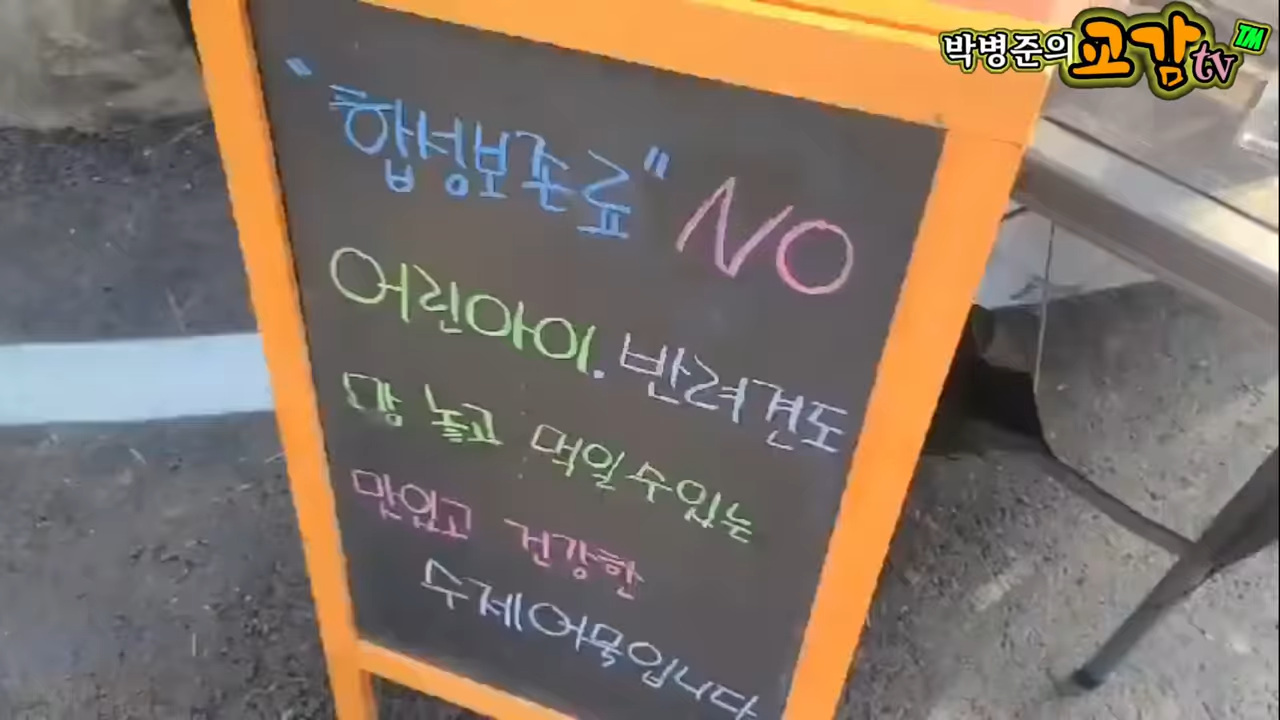 박병준의 교감tv TM
"합성보존료" NO
어린아이. 반려견도
맘 놓고 먹일수있는
맛있고 건강한
수제어묵입니다